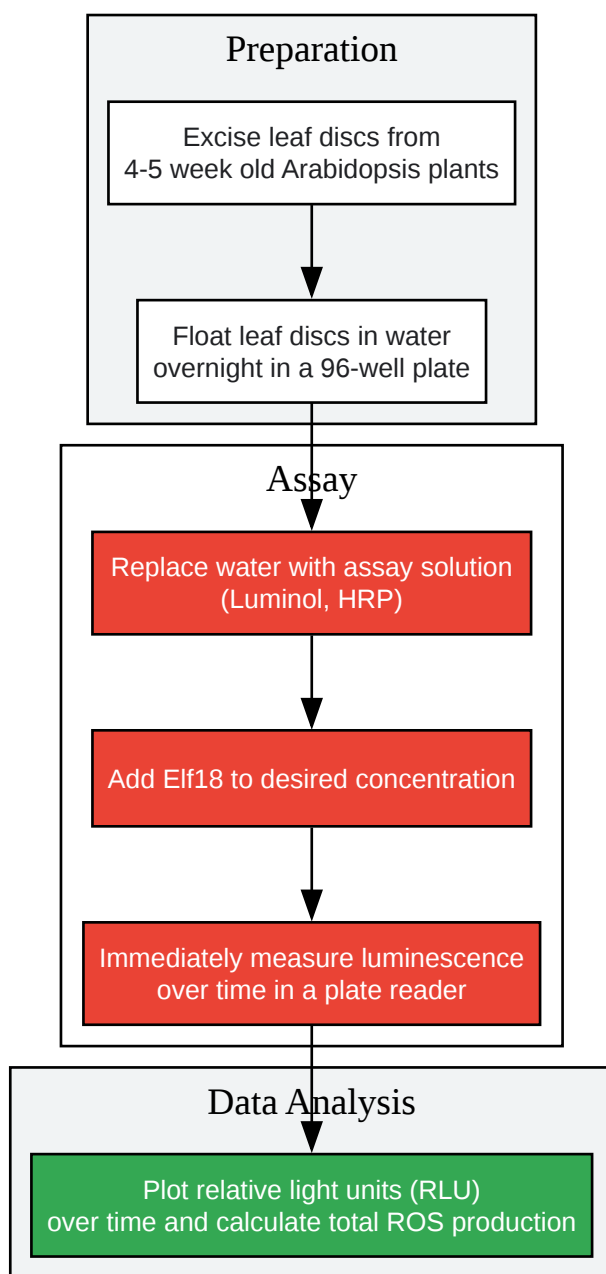 Preparation
Excise leaf discs from
4-5 week old Arabidopsis plants
Float leaf discs in water
overnight in a 96-well plate
Assay
Replace water with assay solution
(Luminol, HRP)
Add Elf18 to desired concentration
Immediately measure luminescence
over time in a plate reader
Data Analysis
Plot relative light units (RLU)
over time and calculate total ROS production